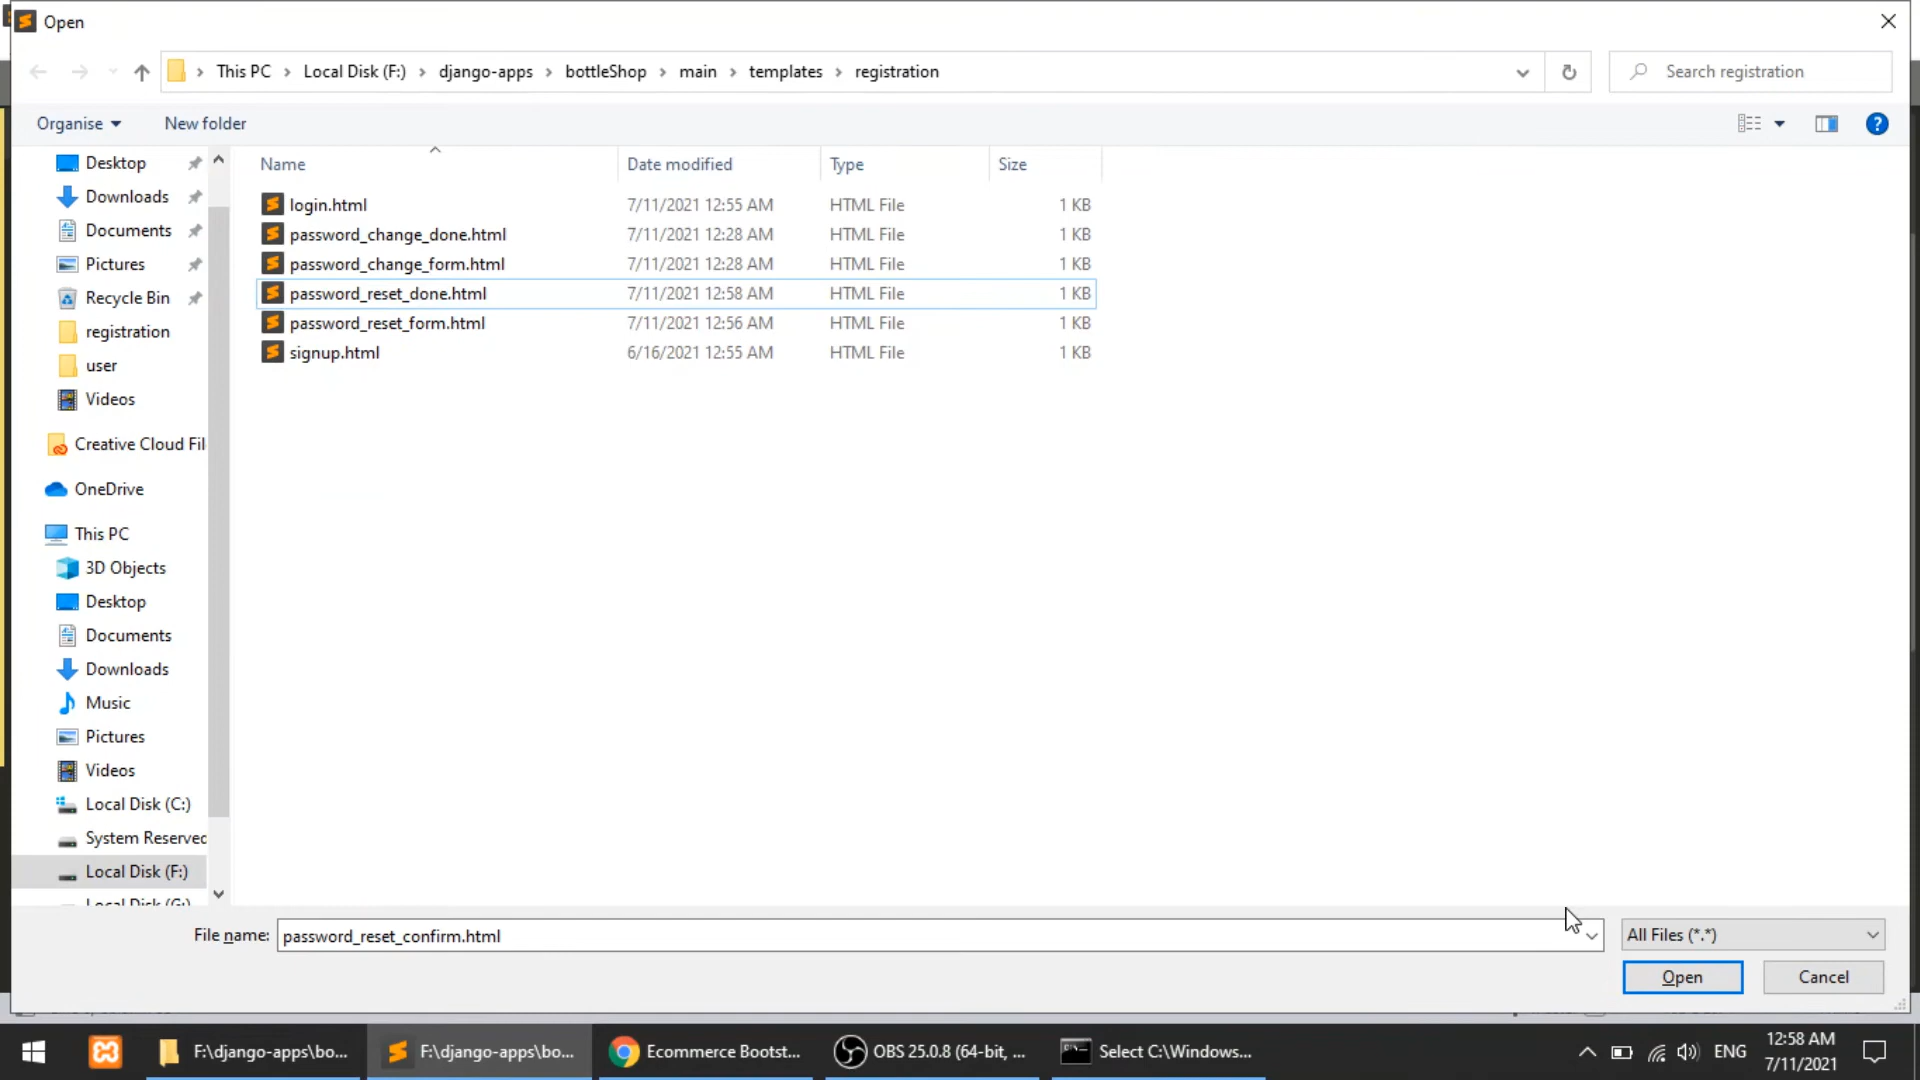 Open
This PC > Local Disk (F:) > django-apps > bottleShop > main > templates > registration
Search registration
Organise
New folder
Name
Date modified
Type
Size
login.html 7/11/2021 12:55 AM HTML File 1 KB
password_change_done.html 7/11/2021 12:28 AM HTML File 1 KB
password_change_form.html 7/11/2021 12:28 AM HTML File 1 KB
password_reset_done.html 7/11/2021 12:58 AM HTML File 1 KB
password_reset_form.html 7/11/2021 12:56 AM HTML File 1 KB
signup.html 6/16/2021 12:55 AM HTML File 1 KB
Desktop
Downloads
Documents
Pictures
Recycle Bin
registration
user
Videos
Creative Cloud Fil
OneDrive
This PC
3D Objects
Desktop
Documents
Downloads
Music
Pictures
Videos
Local Disk (C:)
System Reserved
Local Disk (F:)
Local Disk (G:)
File name: password_reset_confirm.html
All Files (*.*)
Open
Cancel
F:\django-apps\bo...
F:\django-apps\bo...
Ecommerce Bootst...
OBS 25.0.8 (64-bit, ...
Select C:\Windows...
ENG
12:58 AM
7/11/2021